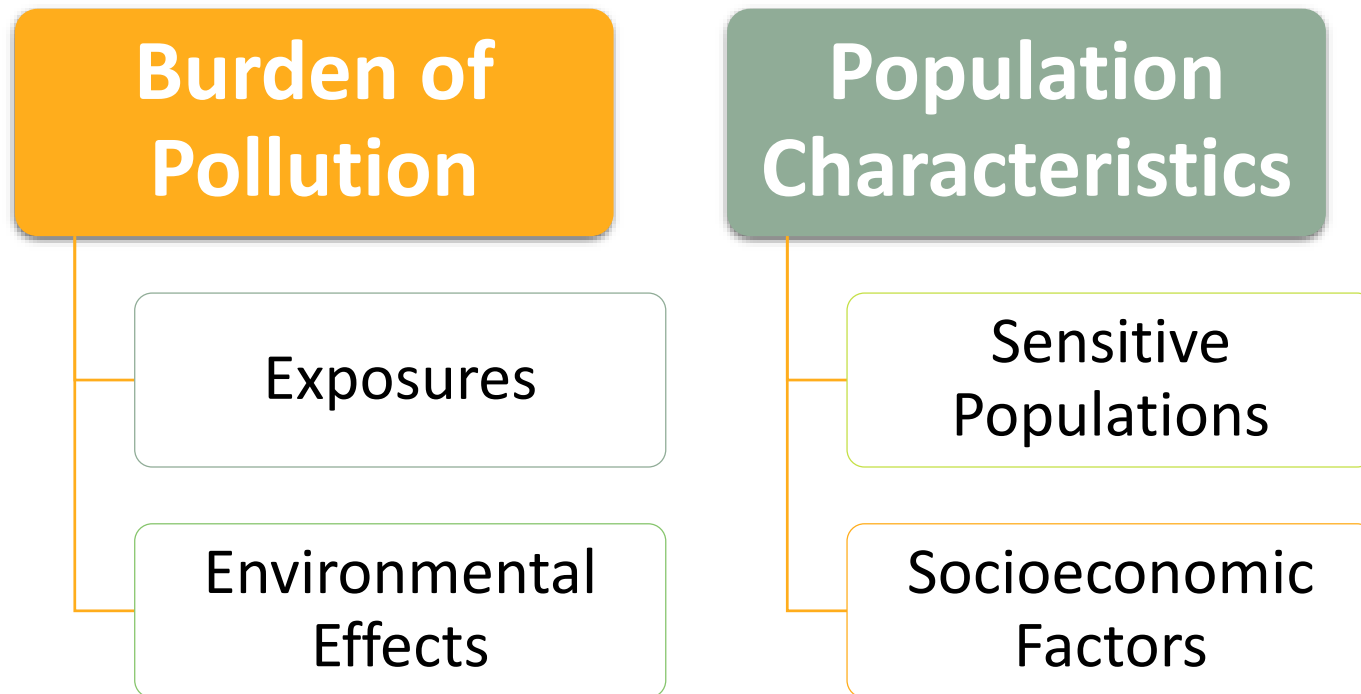 Burden of
Pollution
Exposures
Environmental
Effects
Population
Characteristics
Sensitive
Populations
Socioeconomic
Factors